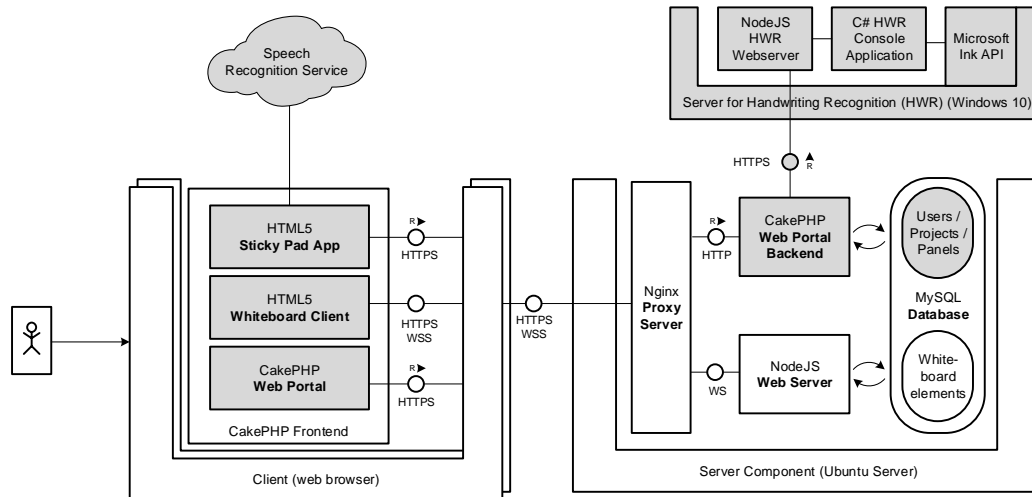 Speech
Recognition Service
NodeJS
HWR
Webserver
C# HWR
Console
Application
Microsoft
Ink API
Server for Handwriting Recognition (HWR) (Windows 10)
HTTPS
R
HTML5
Sticky Pad App
R
HTTPS
HTML5
Whiteboard Client
HTTPS
WSS
CakePHP
Web Portal
R
HTTPS
CakePHP Frontend
Client (web browser)
HTTPS
WSS
Nginx
Proxy
Server
R
HTTP
CakePHP
Web Portal
Backend
Users /
Projects /
Panels
MySQL
Database
WS
NodeJS
Web Server
White-
board
elements
Server Component (Ubuntu Server)